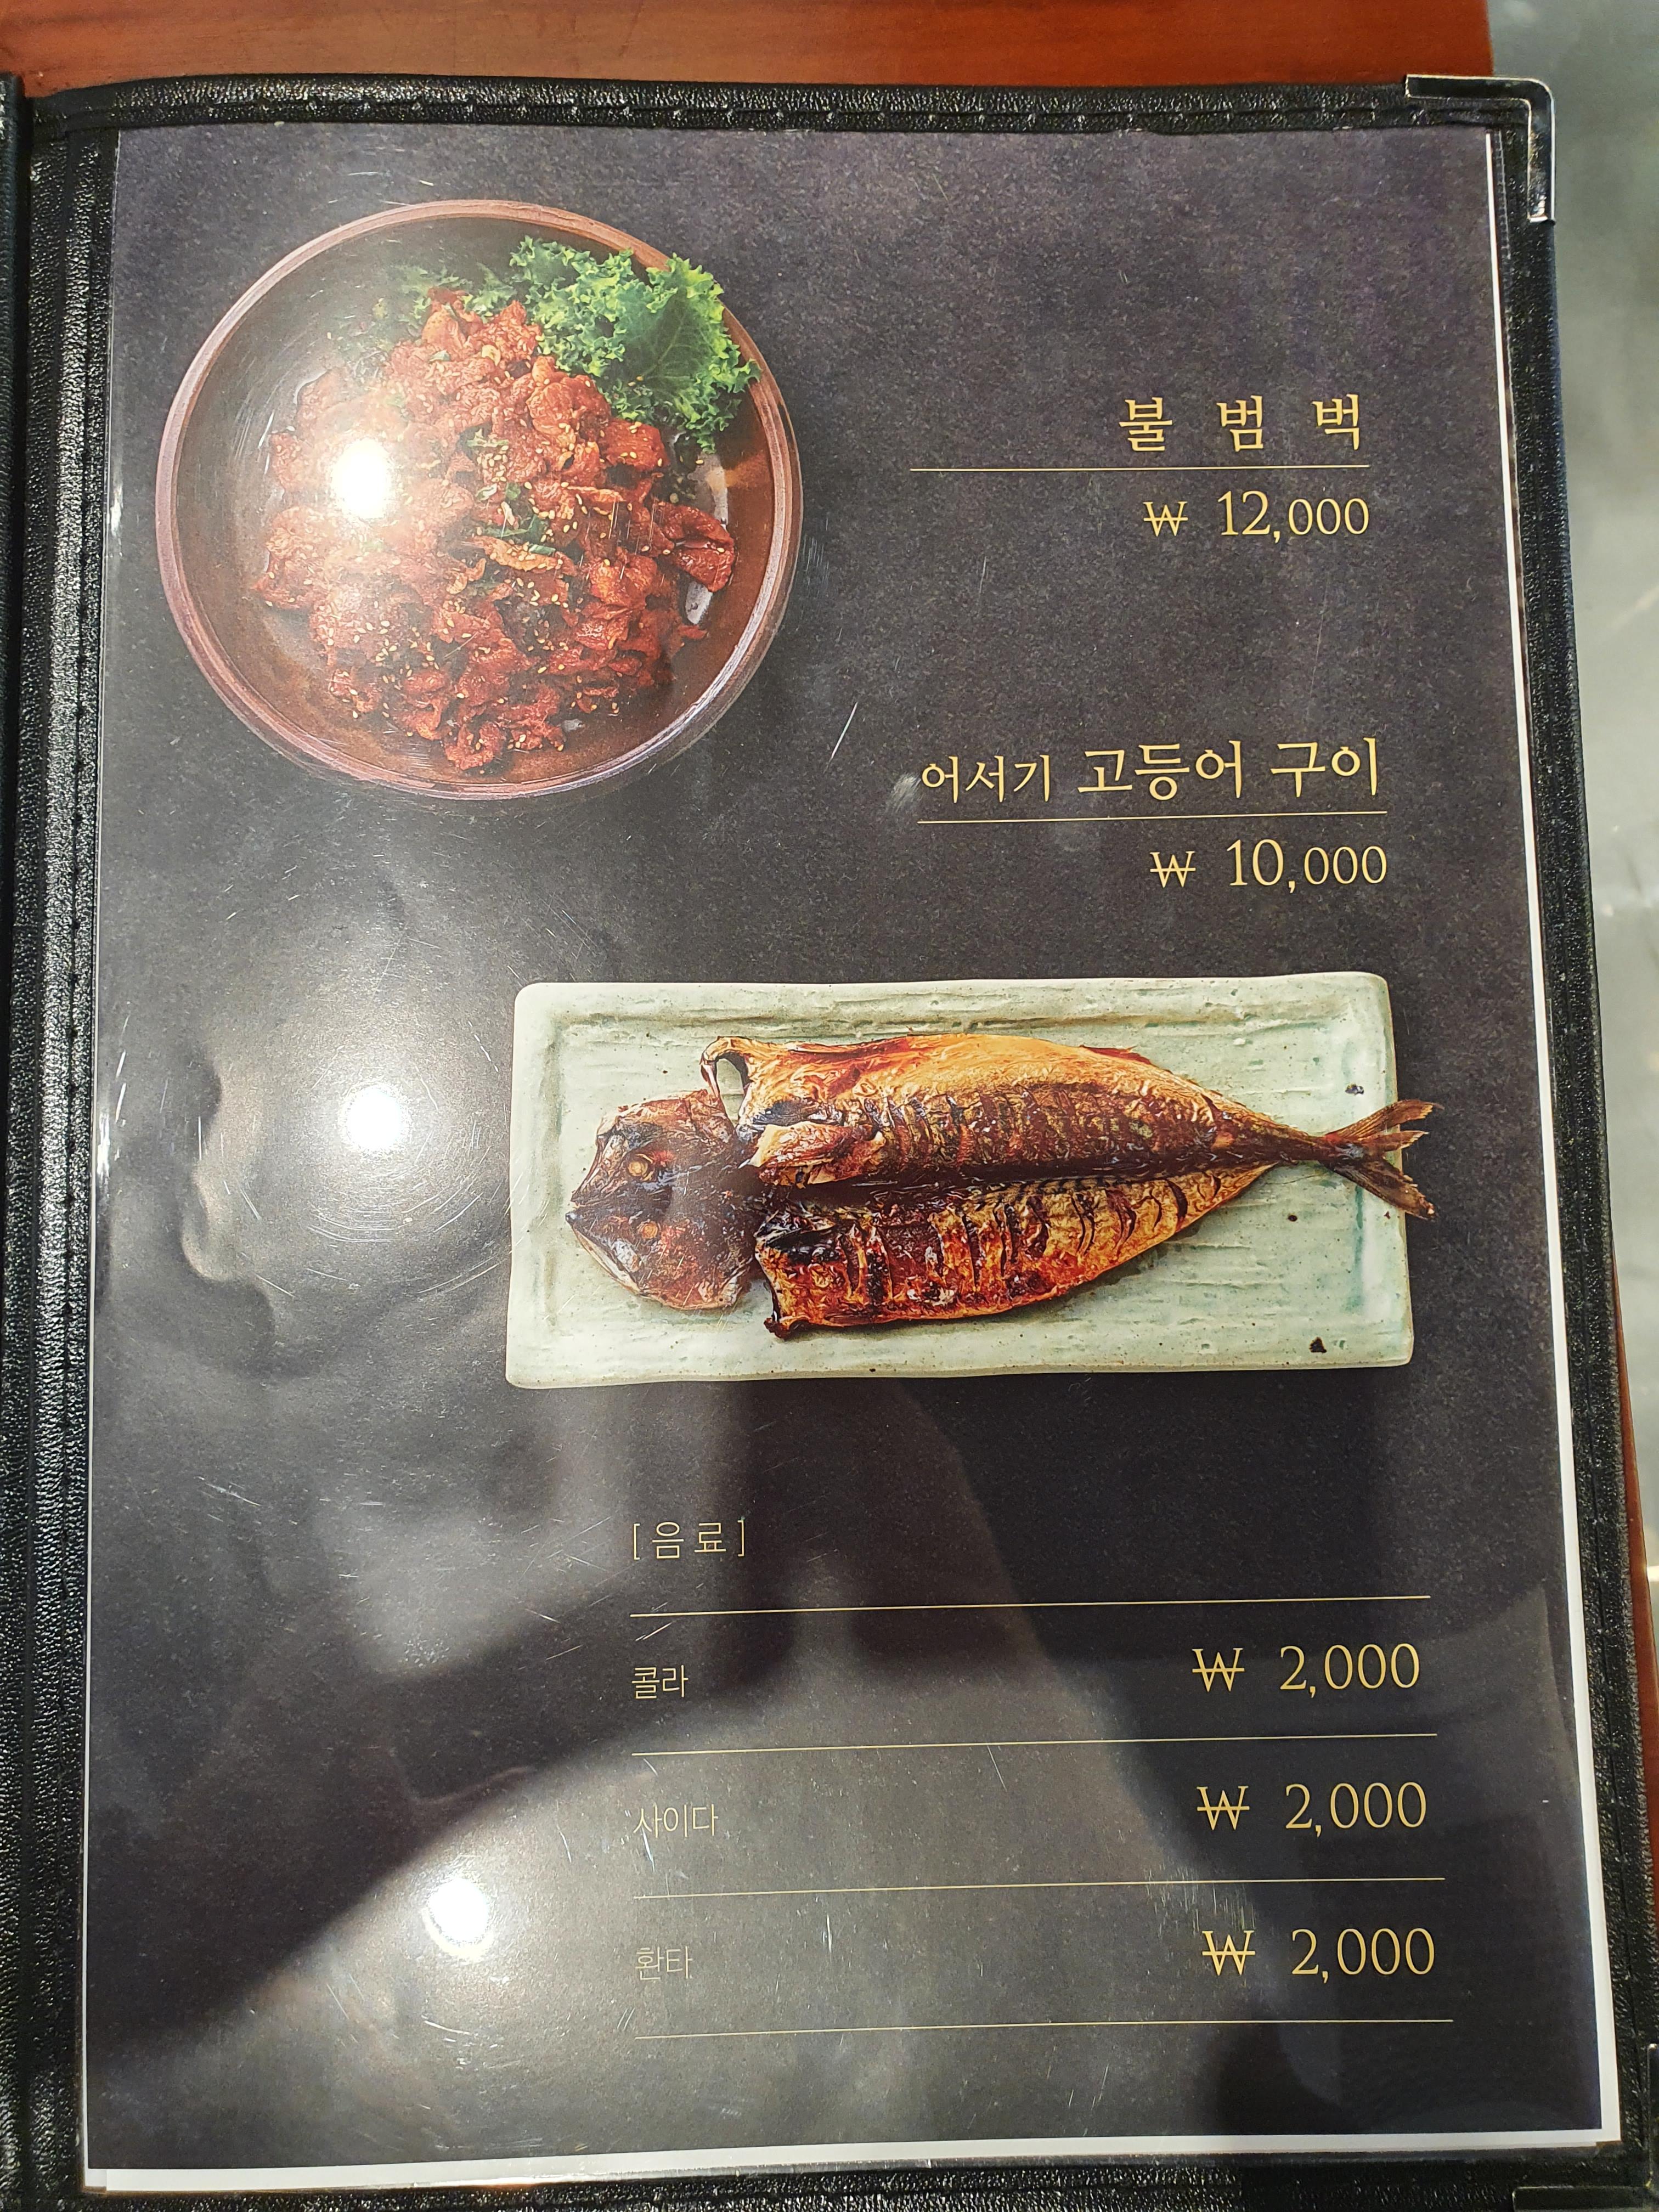 불 범 벅
₩ 12,000
어서기 고등어 구이
₩ 10,000
[음료]
콜라 ₩ 2,000
사이다 ₩ 2,000
환타 ₩ 2,000